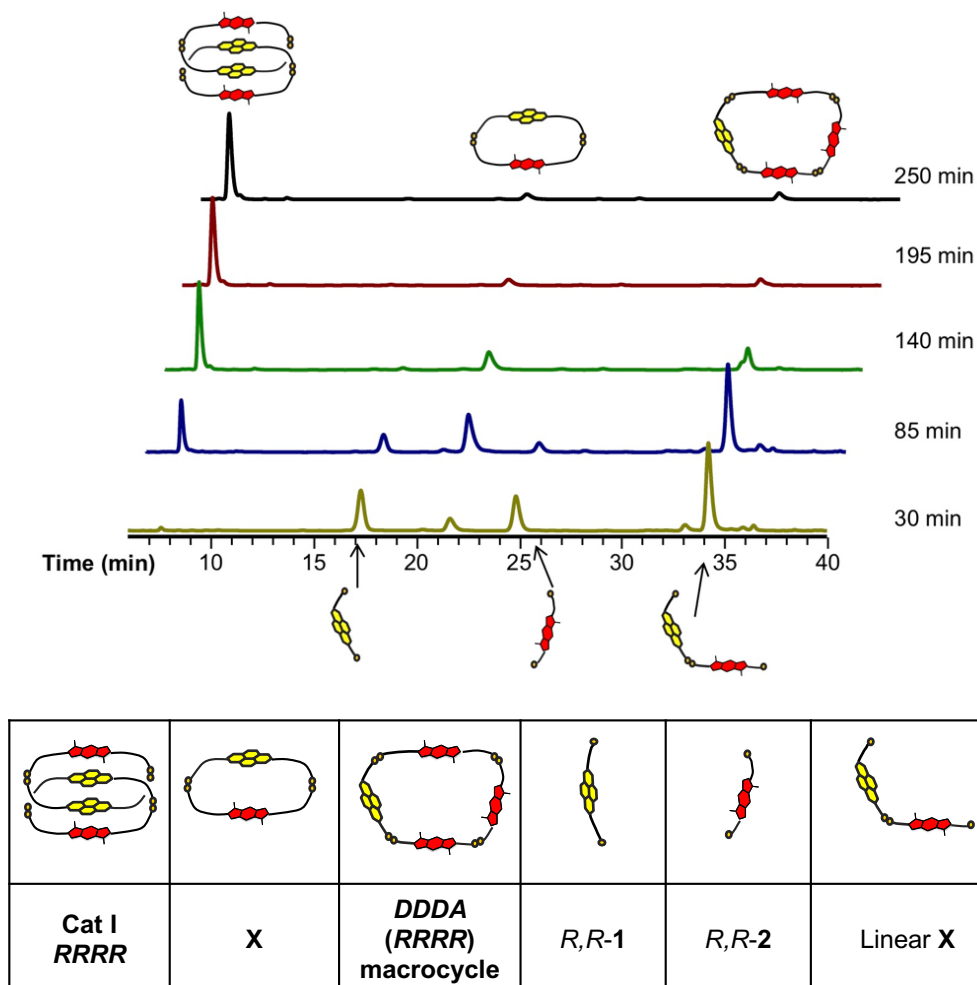 250 min
195 min
140 min
85 min
30 min
Time (min) 10 15 20 25 30 35 40
Cat I
RRRR
X
DDDA
(RRRR)
macrocycle
R,R-1
R,R-2
Linear X